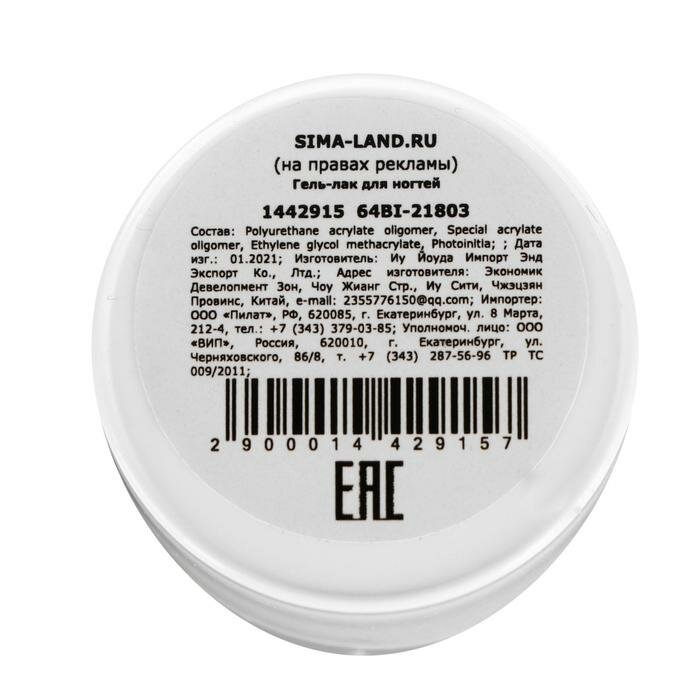 SIMA-LAND.RU
(на правах рекламы)
Гель-лак для ногтей
1442915 64BI-21803
Состав: Polyurethane acrylate oligomer, Special acrylate
oligomer, Ethylene glycol methacrylate, Photoinitia; ; Дата
изг.: 01.2021; Изготовитель: Иу Йоуда Импорт Энд
Экспорт Ко., Лтд.; Адрес изготовителя: Экономик
Девелопмент Зон, Чоу Жианг Стр., Иу Сити, Чжэцзян
Провинс, Китай, e-mail: 2355776150@qq.com; Импортер:
ООО «Пилат», РФ, 620085, г. Екатеринбург, ул. 8 Марта,
212-4, тел.: +7 (343) 379-03-85; Уполномоч. лицо: ООО
«ВИП», Россия, 620010, г. Екатеринбург, ул.
Черняховского, 86/8, т. +7 (343) 287-56-96 ТР ТС
009/2011;
2 900014 429157
EAC